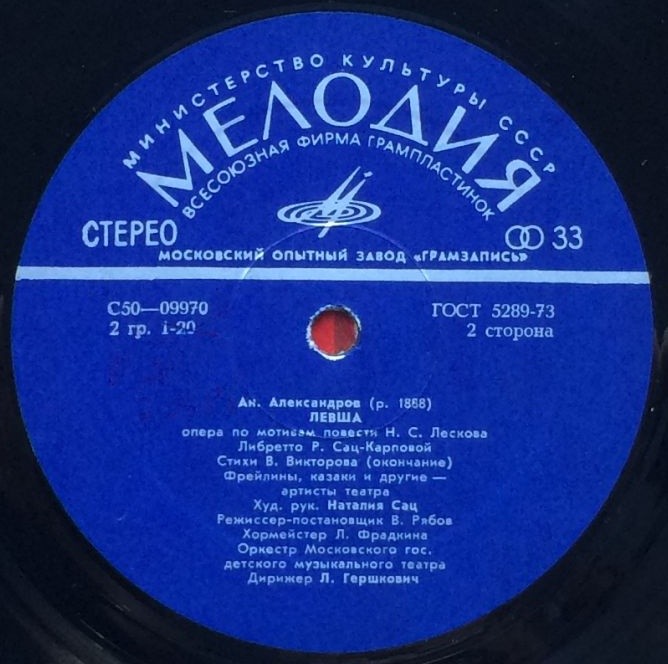 МИНИСТЕРСТВО КУЛЬТУРЫ СССР
МЕЛОДИЯ
ВСЕСОЮЗНАЯ ФИРМА ГРАМПЛАСТИНОК
СТЕРЕО
33
МОСКОВСКИЙ ОПЫТНЫЙ ЗАВОД «ГРАМЗАПИСЬ»
С50—09970
ГОСТ 5289-73
2 гр. 1-20
2 сторона
Ан. Александров (р. 1888)
ЛЕВША
опера по мотивам повести Н. С. Лескова
Либретто Р. Сац-Карповой
Стихи В. Викторова (окончание)
Фрейлины, казаки и другие —
артисты театра
Худ. рук. Наталия Сац
Режиссер-постановщик В. Рябов
Хормейстер Л. Фрадкина
Оркестр Московского гос.
детского музыкального театра
Дирижер Л. Гершкович